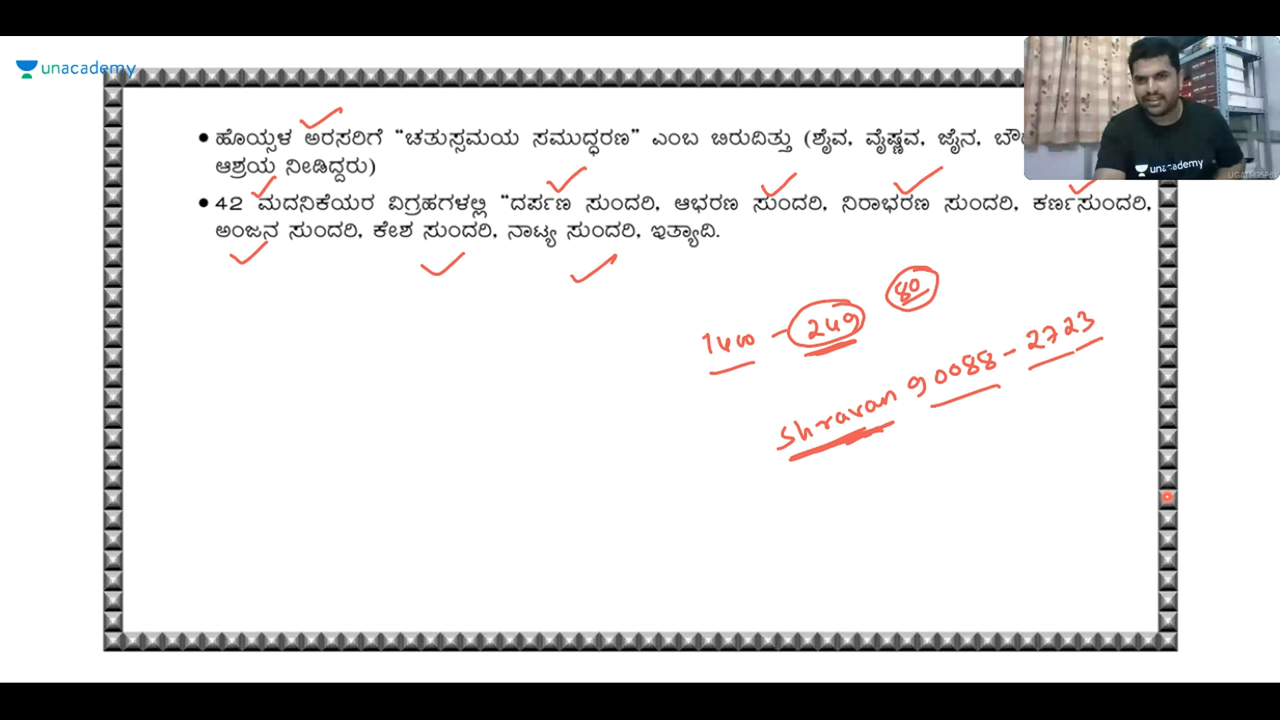 unacademy
• ಹೊಯ್ಸಳ ಅರಸರಿಗೆ “ಚತುಸ್ಸಮಯ ಸಮುದ್ಧರಣ” ಎಂಬ ಬಿರುದಿತ್ತು (ಶೈವ, ವೈಷ್ಣವ, ಜೈನ,
ಆಶ್ರಯ ನೀಡಿದ್ದರು)
• 42 ಮದನಿಕೆಯರ ವಿಗ್ರಹಗಳಲ್ಲಿ “ದರ್ಪಣ ಸುಂದರಿ, ಆಭರಣ ಸುಂದರಿ, ನಿರಾಭರಣ ಸುಂದರಿ, ಕರ್ಣಸುಂದರಿ,
ಅಂಜನ ಸುಂದರಿ, ಕೇಶ ಸುಂದರಿ, ನಾಟ್ಯ ಸುಂದರಿ, ಇತ್ಯಾದಿ.
80
1400 - 249
Shravan 90088-2723
unacademy